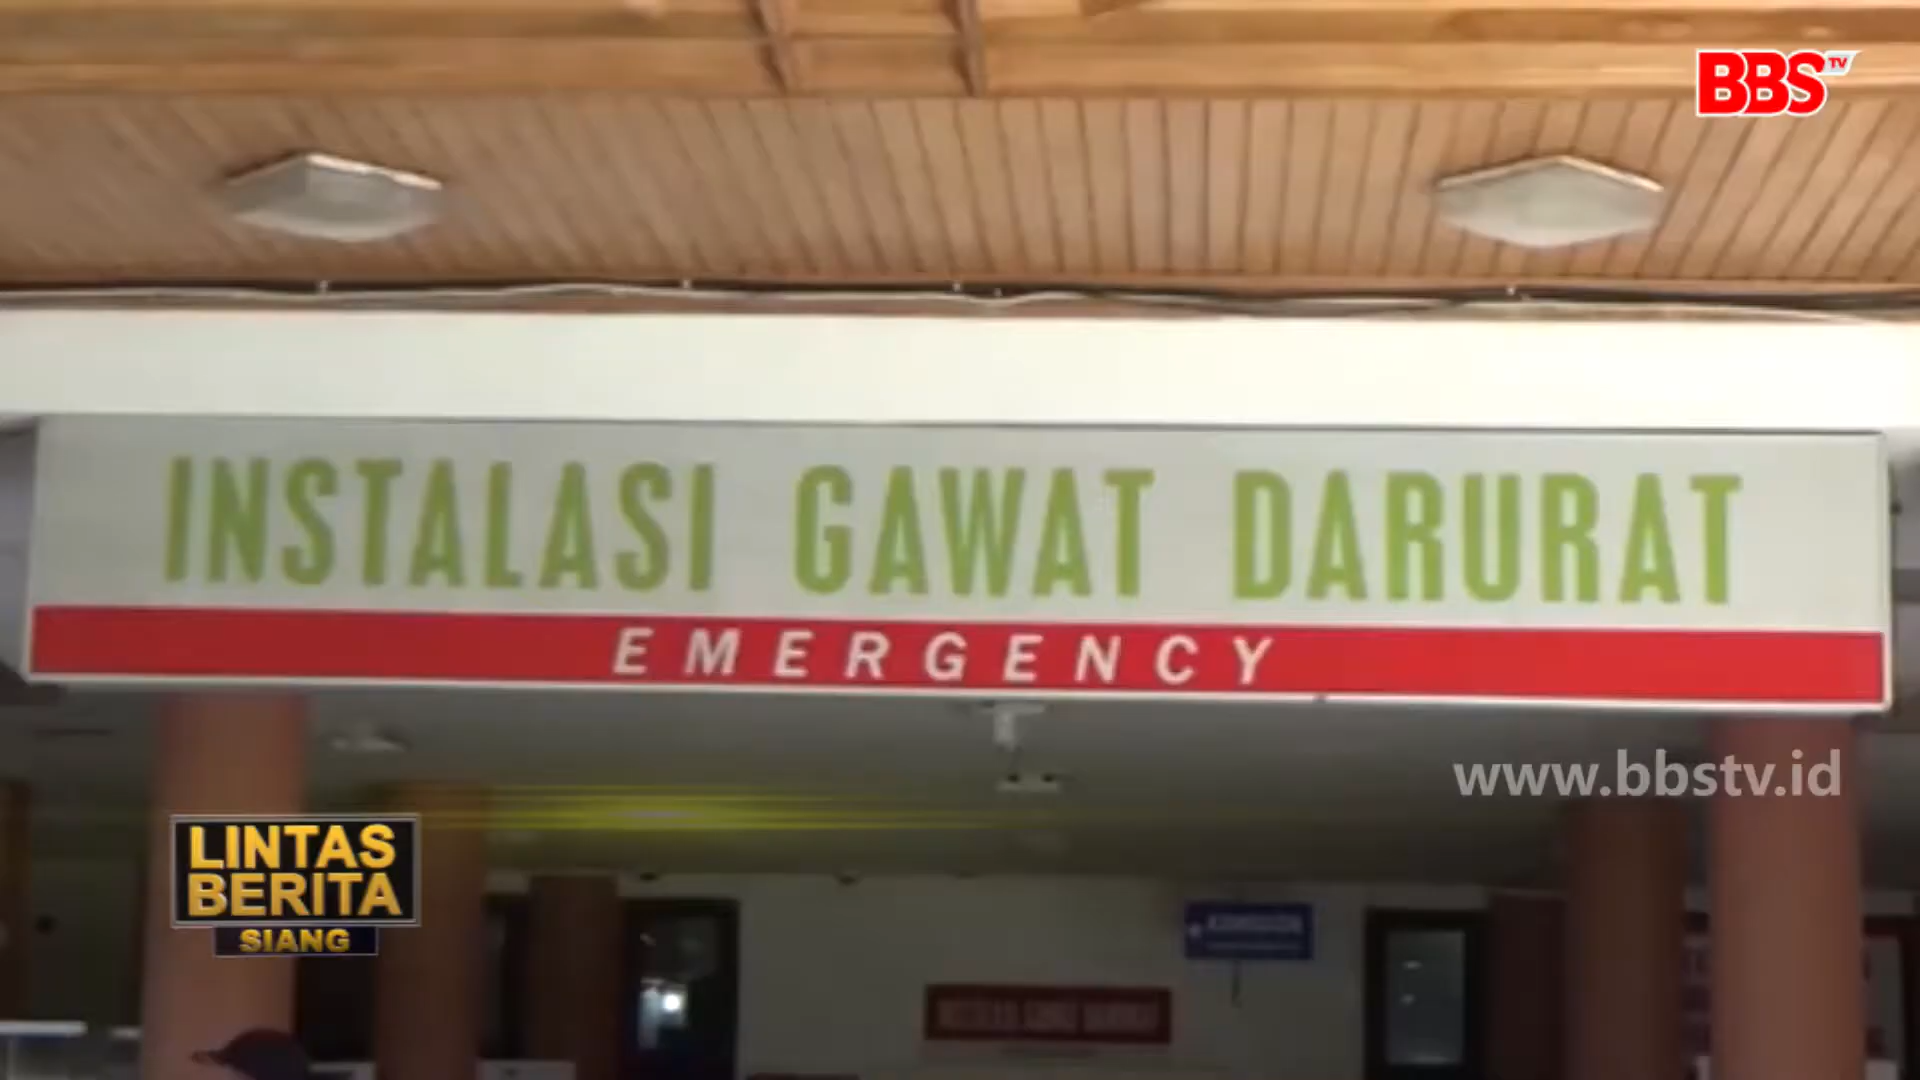 BBS TV
INSTALASI GAWAT DARURAT
EMERGENCY
www.bbstv.id
LINTAS
BERITA
SIANG